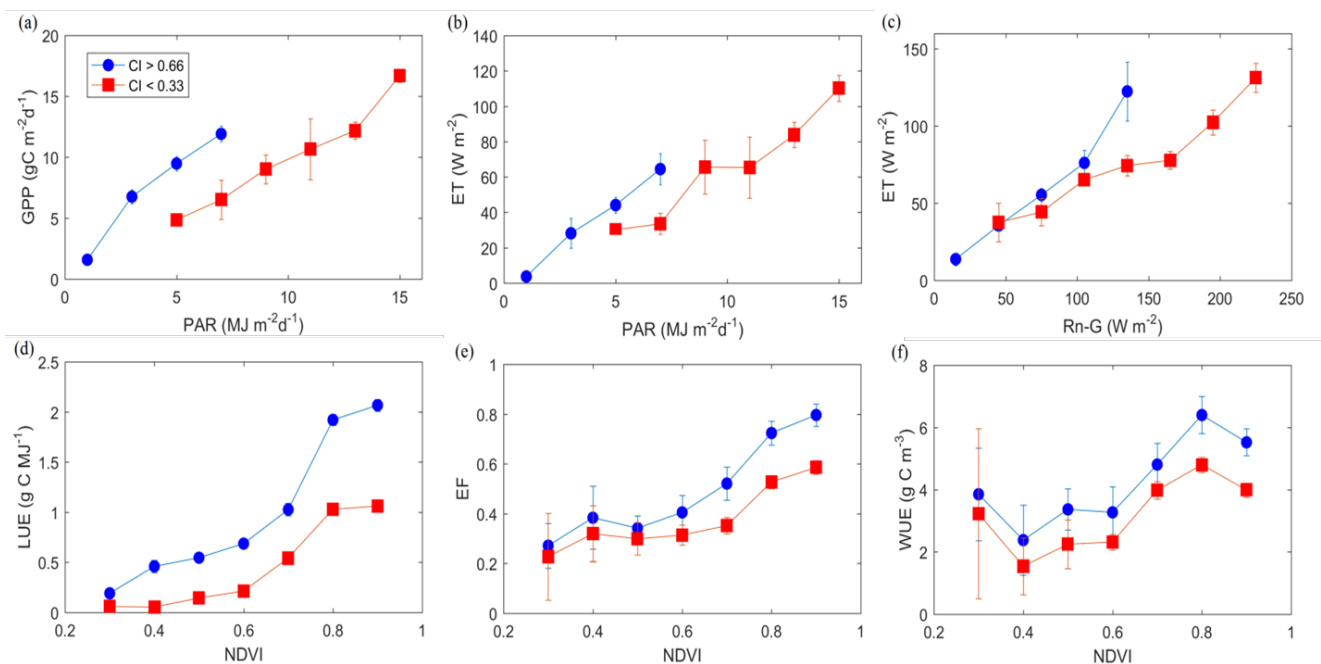 (a)
20
15
10
5
0
GPP (gC m⁻²d⁻¹)
CI > 0.66
CI < 0.33
0 5 10 15
PAR (MJ m⁻²d⁻¹)
(b)
140
120
100
80
60
40
20
0
ET (W m⁻²)
0 5 10 15
PAR (MJ m⁻²d⁻¹)
(c)
150
100
50
0
ET (W m⁻²)
0 50 100 150 200 250
Rn-G (W m⁻²)
(d)
2.5
2
1.5
1
0.5
0
LUE (g C MJ⁻¹)
0.2 0.4 0.6 0.8 1
NDVI
(e)
1
0.8
0.6
0.4
0.2
0
EF
0.2 0.4 0.6 0.8 1
NDVI
(f)
8
6
4
2
0
WUE (g C m⁻³)
0.2 0.4 0.6 0.8 1
NDVI